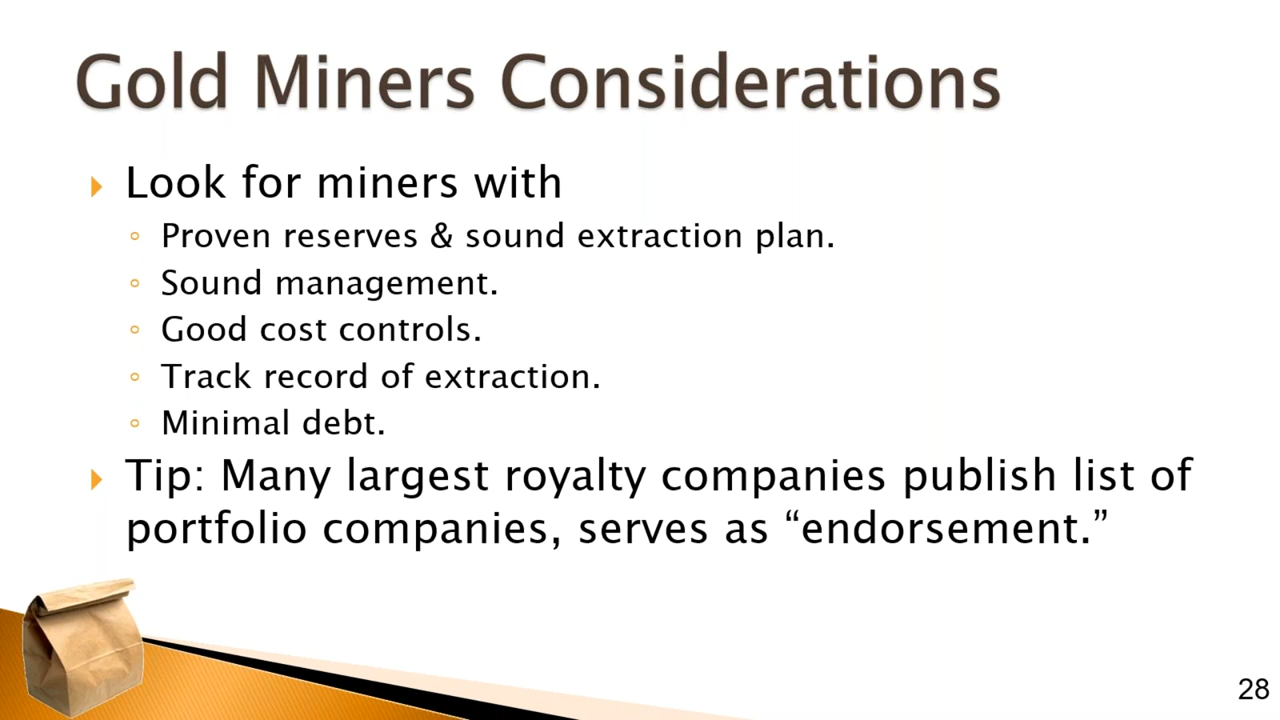 Gold Miners Considerations
Look for miners with
Proven reserves & sound extraction plan.
Sound management.
Good cost controls.
Track record of extraction.
Minimal debt.
Tip: Many largest royalty companies publish list of
portfolio companies, serves as “endorsement.”
28